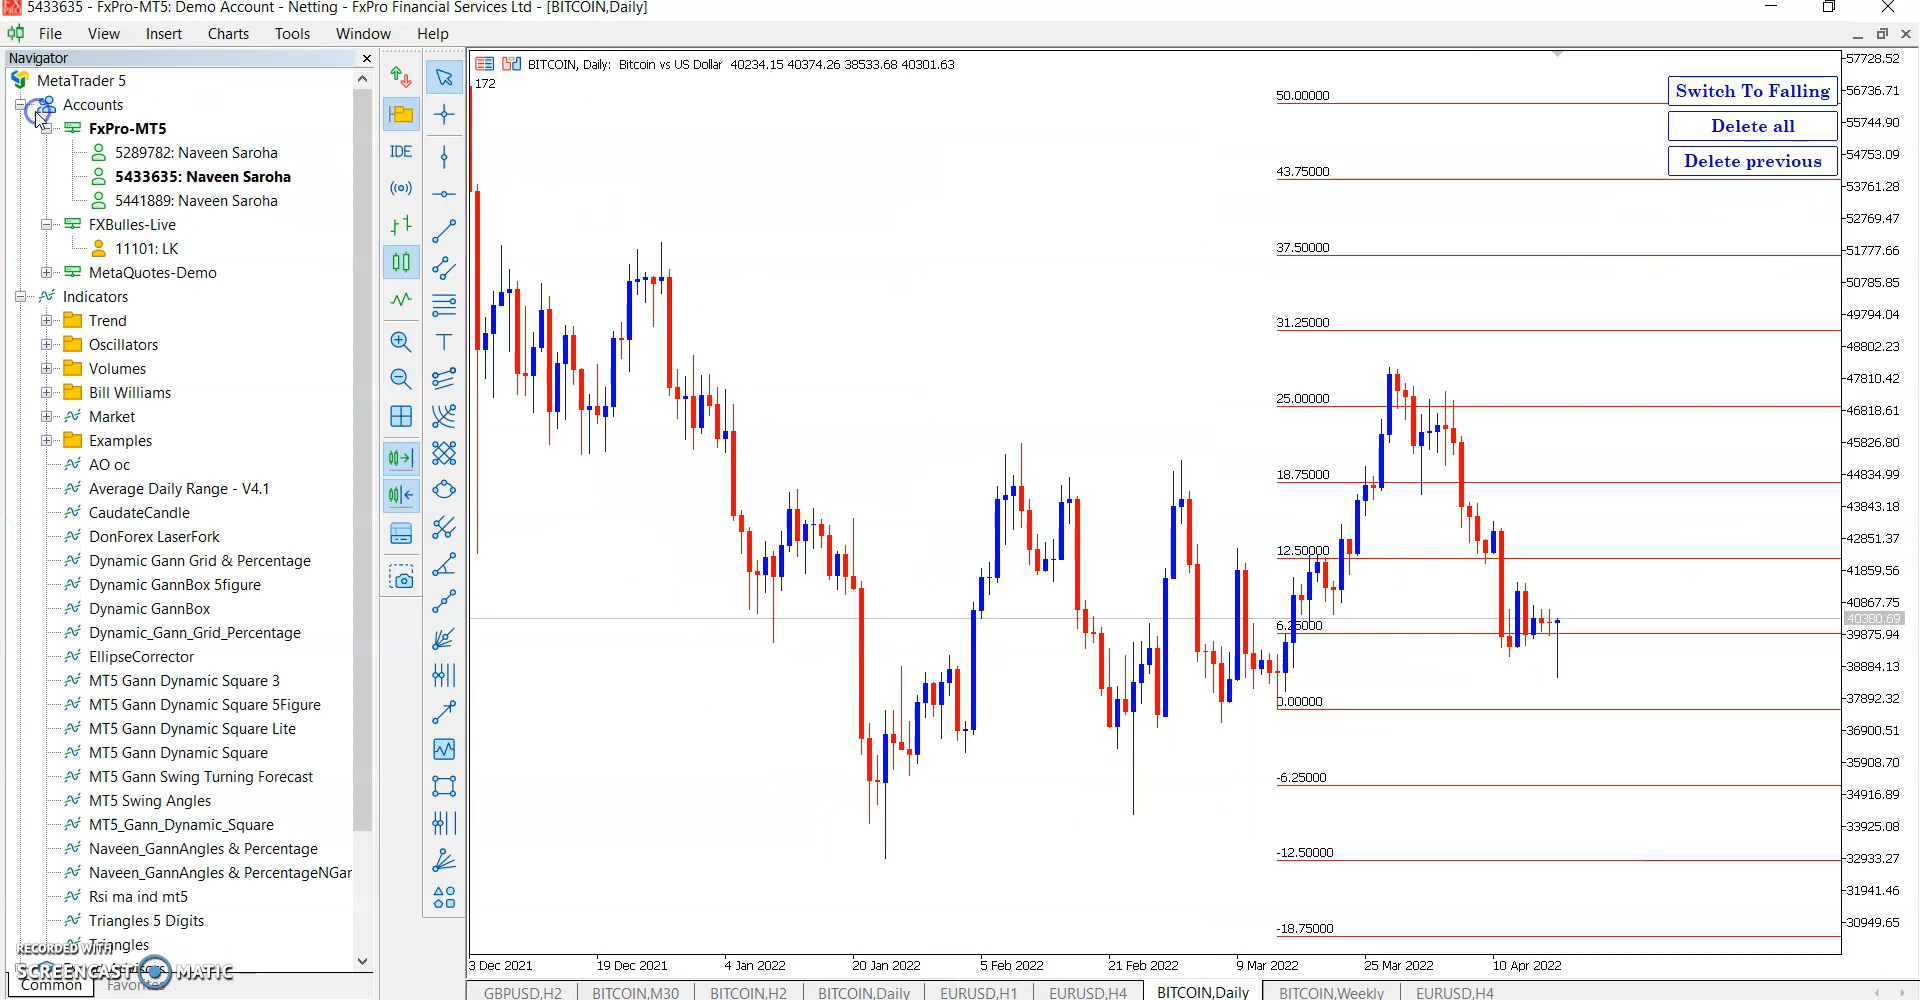 5433635 - FxPro-MT5: Demo Account - Netting - FxPro Financial Services Ltd - [BITCOIN,Daily]
File View Insert Charts Tools Window Help
Navigator
MetaTrader 5
Accounts
FxPro-MT5
5289782: Naveen Saroha
5433635: Naveen Saroha
5441889: Naveen Saroha
FXBulles-Live
11101: LK
MetaQuotes-Demo
Indicators
Trend
Oscillators
Volumes
Bill Williams
Market
Examples
AO oc
Average Daily Range - V4.1
CaudateCandle
DonForex LaserFork
Dynamic Gann Grid & Percentage
Dynamic GannBox 5figure
Dynamic GannBox
Dynamic_Gann_Grid_Percentage
EllipseCorrector
MT5 Gann Dynamic Square 3
MT5 Gann Dynamic Square 5Figure
MT5 Gann Dynamic Square Lite
MT5 Gann Dynamic Square
MT5 Gann Swing Turning Forecast
MT5 Swing Angles
MT5_Gann_Dynamic_Square
Naveen_GannAngles & Percentage
Naveen_GannAngles & PercentageNGar
Rsi ma ind mt5
Triangles 5 Digits
Triangles
RECORDED WITH
SCREENCAST MATIC
Common Favorites
IDE
BITCOIN, Daily: Bitcoin vs US Dollar 40234.15 40374.26 38533.68 40301.63
172
50.00000
43.75000
37.50000
31.25000
25.00000
18.75000
12.50000
6.25000
0.00000
-6.25000
-12.50000
-18.75000
Switch To Falling
Delete all
Delete previous
57728.52
56736.71
55744.90
54753.09
53761.28
52769.47
51777.66
50785.85
49794.04
48802.23
47810.42
46818.61
45826.80
44834.99
43843.18
42851.37
41859.56
40867.75
40380.69
39875.94
38884.13
37892.32
36900.51
35908.70
34916.89
33925.08
32933.27
31941.46
30949.65
3 Dec 2021 19 Dec 2021 4 Jan 2022 20 Jan 2022 5 Feb 2022 21 Feb 2022 9 Mar 2022 25 Mar 2022 10 Apr 2022
GBPUSD,H2 BITCOIN,M30 BITCOIN,H2 BITCOIN,Daily EURUSD,H1 EURUSD,H4 BITCOIN,Daily BITCOIN,Weekly EURUSD,H4